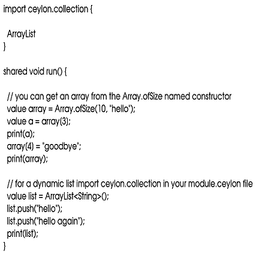 import ceylon.collection {
ArrayList
}
shared void run() {
// you can get an array from the Array.ofSize named constructor
value array = Array.ofSize(10, "hello");
value a = array[3];
print(a);
array[4] = "goodbye";
print(array);
// for a dynamic list import ceylon.collection in your module.ceylon file
value list = ArrayList<String>();
list.push("hello");
list.push("hello again");
print(list);
}